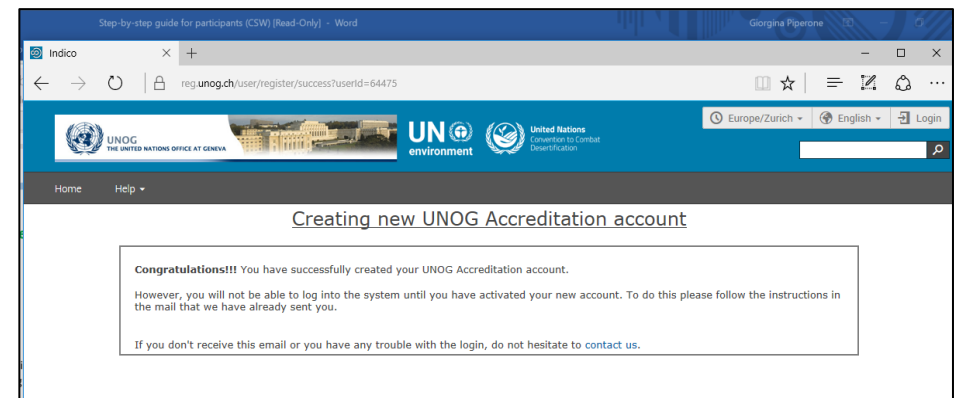 Step-by-step guide for participants (CSW) [Read-Only] - Word
Giorgina Piperone
Indico
reg.unog.ch/user/register/success?userId=64475
Europe/Zurich
English
Login
UNOG
THE UNITED NATIONS OFFICE AT GENEVA
UN
environment
United Nations
Convention to Combat
Desertification
Home Help
Creating new UNOG Accreditation account
Congratulations!!! You have successfully created your UNOG Accreditation account.
However, you will not be able to log into the system until you have activated your new account. To do this please follow the instructions in
the mail that we have already sent you.
If you don't receive this email or you have any trouble with the login, do not hesitate to contact us.